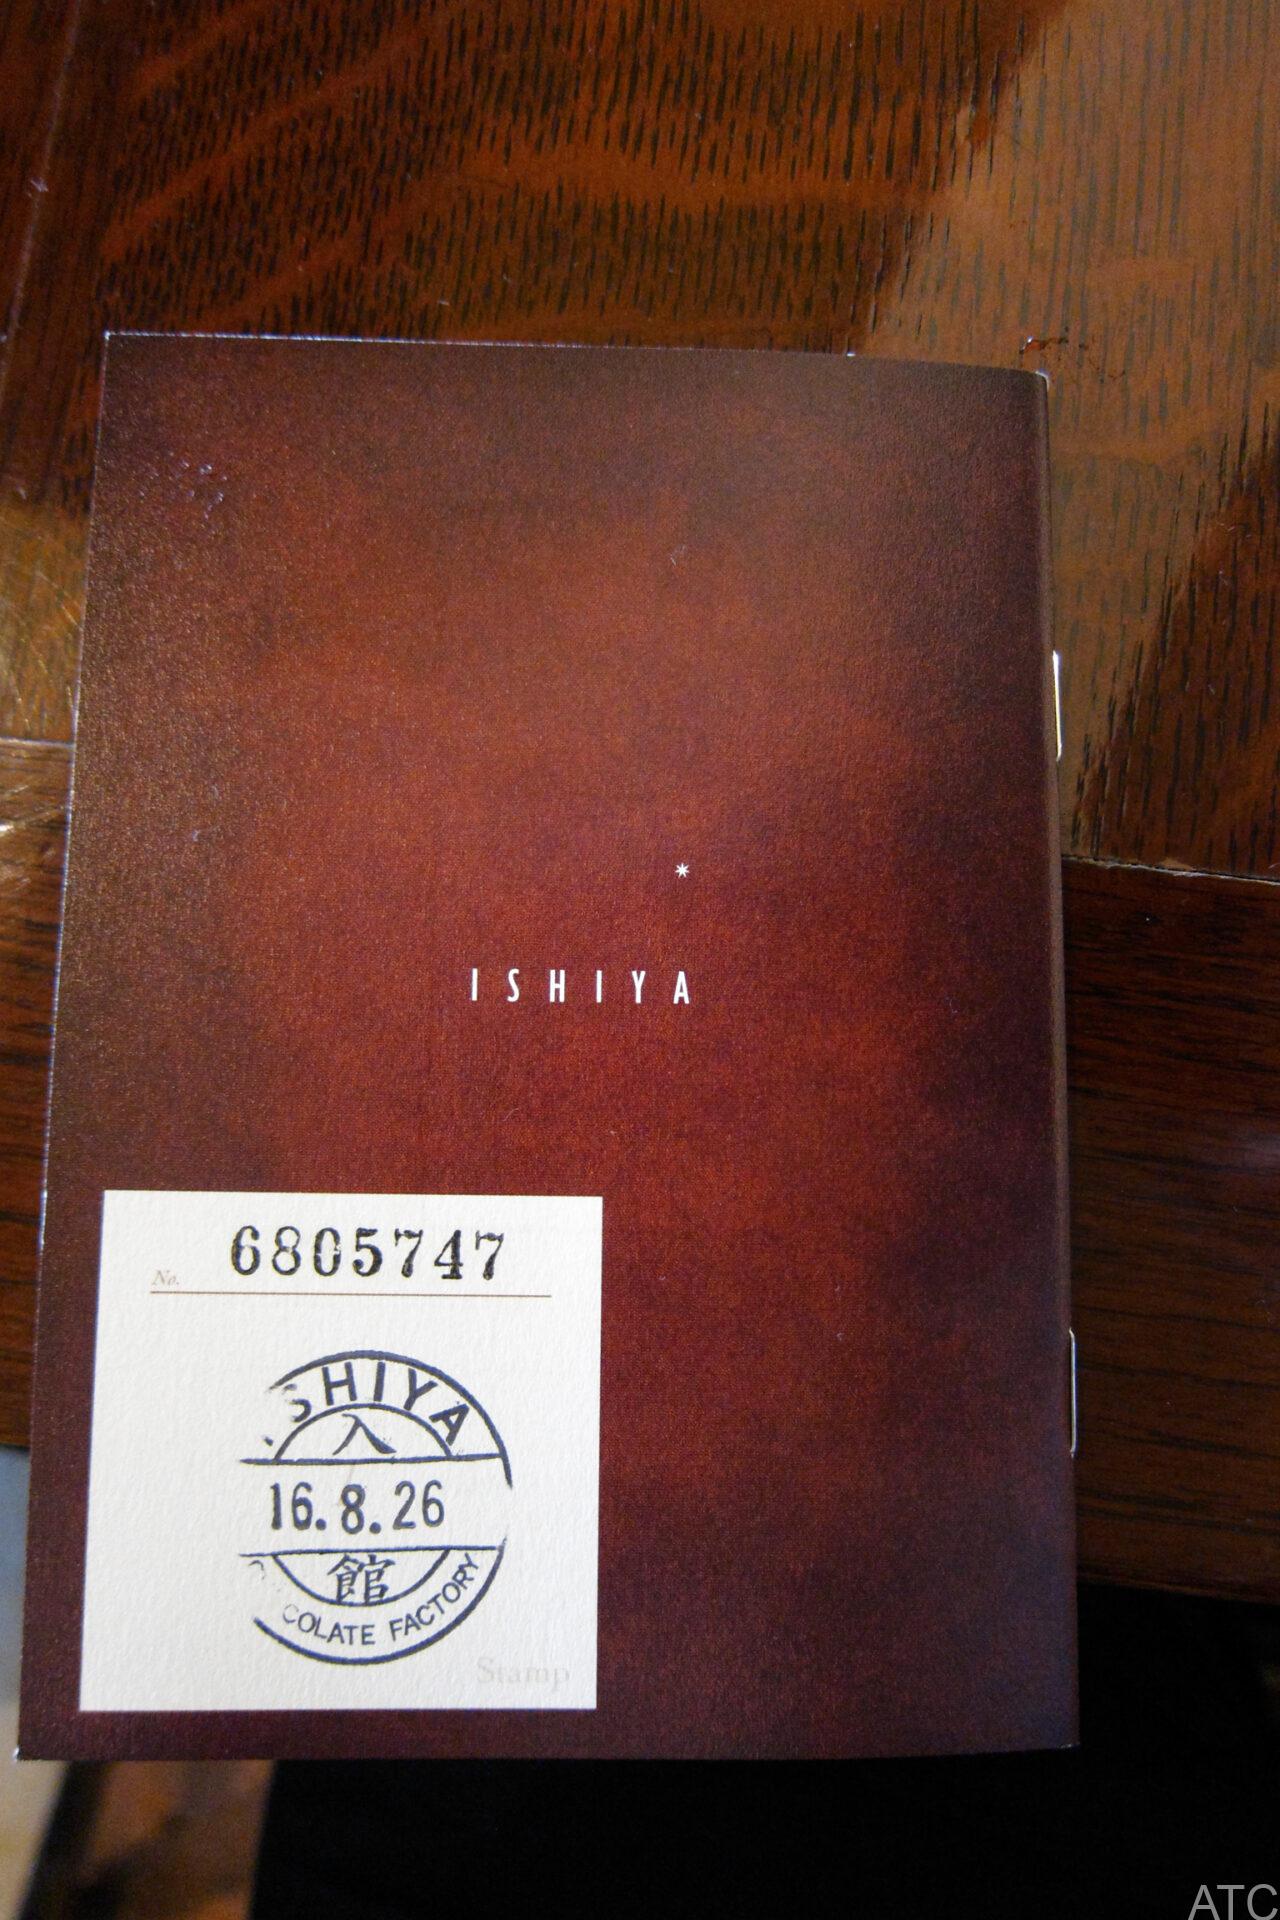 ISHIYA
No. 6805747
SHIYA
入
16.8.26
館
COLATE FACTORY
Stamp
ATC